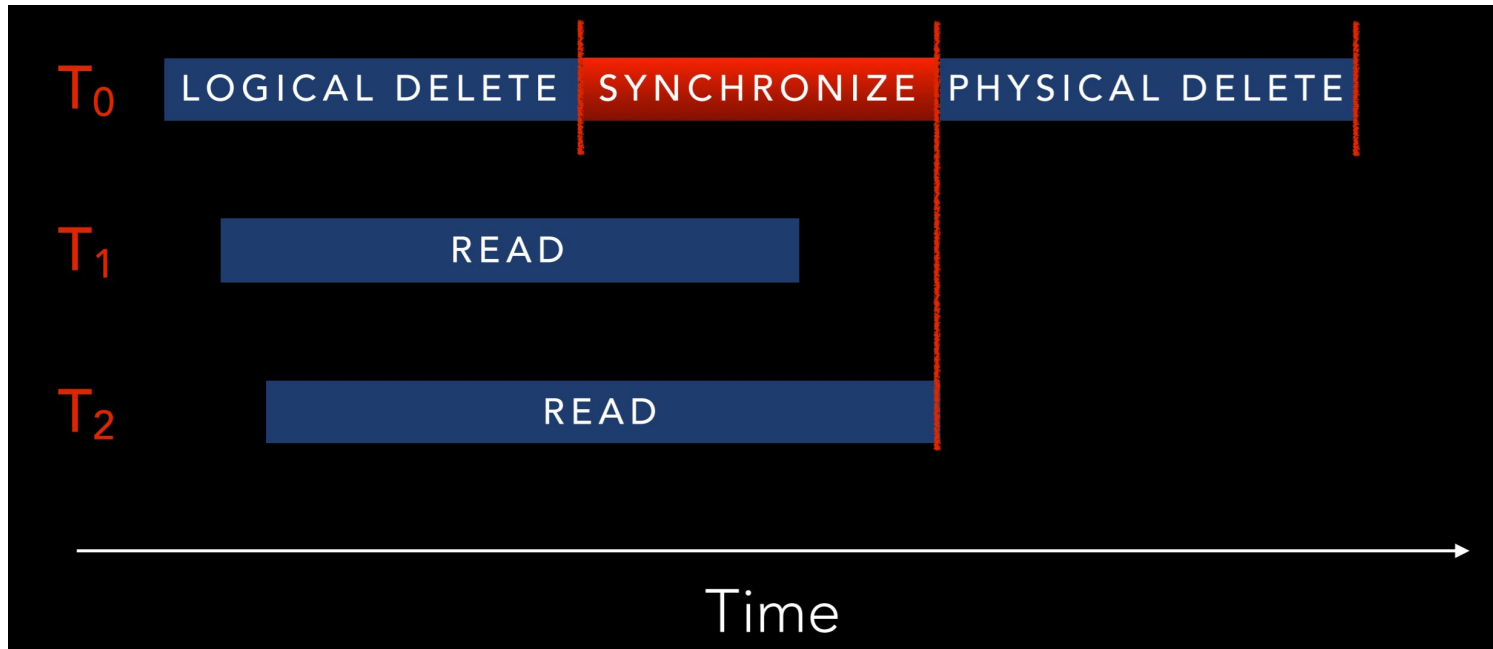 T0 LOGICAL DELETE SYNCHRONIZE PHYSICAL DELETE
T1 READ
T2 READ
Time